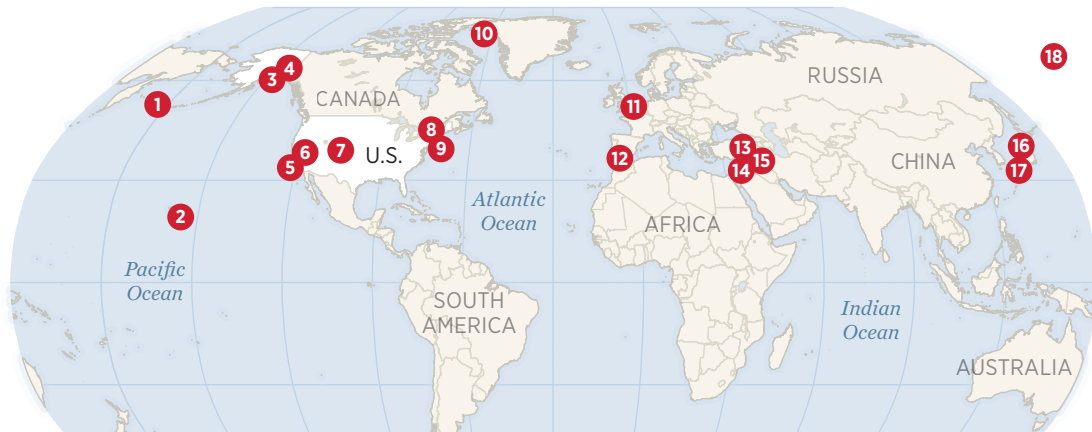 10
18
4
3
RUSSIA
CANADA
1
11
8
7
6
9
U.S.
5
12
13
15
14
CHINA
16
17
Atlantic
Ocean
2
AFRICA
Pacific
Ocean
SOUTH
AMERICA
Indian
Ocean
AUSTRALIA